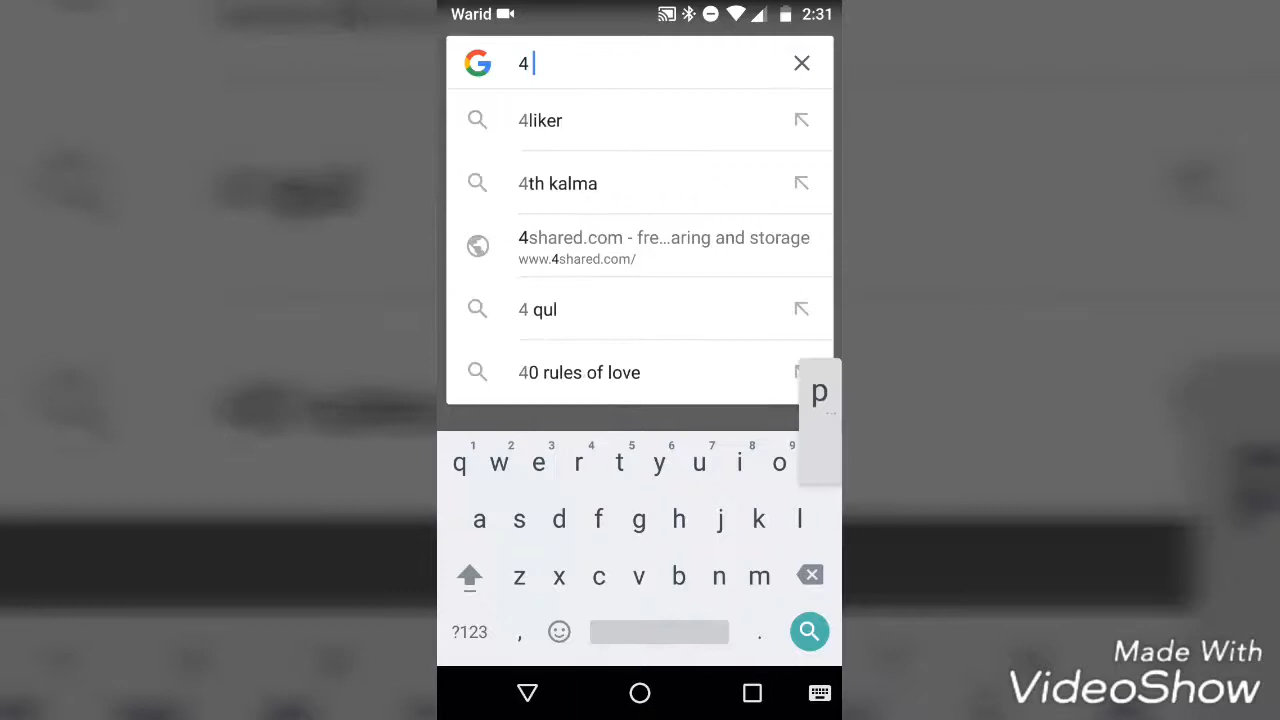 Warid 2:31
4
4liker
4th kalma
4shared.com - fre...aring and storage
www.4shared.com/
4 qul
40 rules of love
p
1 2 3 4 5 6 7 8 9
q w e r t y u i o
a s d f g h j k l
z x c v b n m
?123 , .
Made With
VideoShow